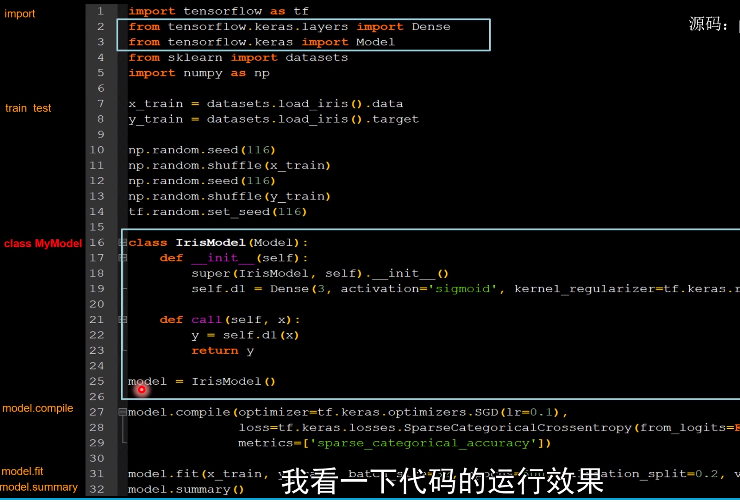 import
1 import tensorflow as tf
2 from tensorflow.keras.layers import Dense
3 from tensorflow.keras import Model
源码:
4 from sklearn import datasets
5 import numpy as np
6
train test
7 x_train = datasets.load_iris().data
8 y_train = datasets.load_iris().target
9
10 np.random.seed(116)
11 np.random.shuffle(x_train)
12 np.random.seed(116)
13 np.random.shuffle(y_train)
14 tf.random.set_seed(116)
15
class MyModel
16 class IrisModel(Model):
17 def __init__(self):
18 super(IrisModel, self).__init__()
19 self.d1 = Dense(3, activation='sigmoid', kernel_regularizer=tf.keras.r
20
21 def call(self, x):
22 y = self.d1(x)
23 return y
24
25 model = IrisModel()
26
model.compile
27 model.compile(optimizer=tf.keras.optimizers.SGD(lr=0.1),
28 loss=tf.keras.losses.SparseCategoricalCrossentropy(from_logits=
29 metrics=['sparse_categorical_accuracy'])
30
model.fit
31 model.fit(x_train, split=0.2, v
model.summary
32 model.summary()
我看一下代码的运行效果